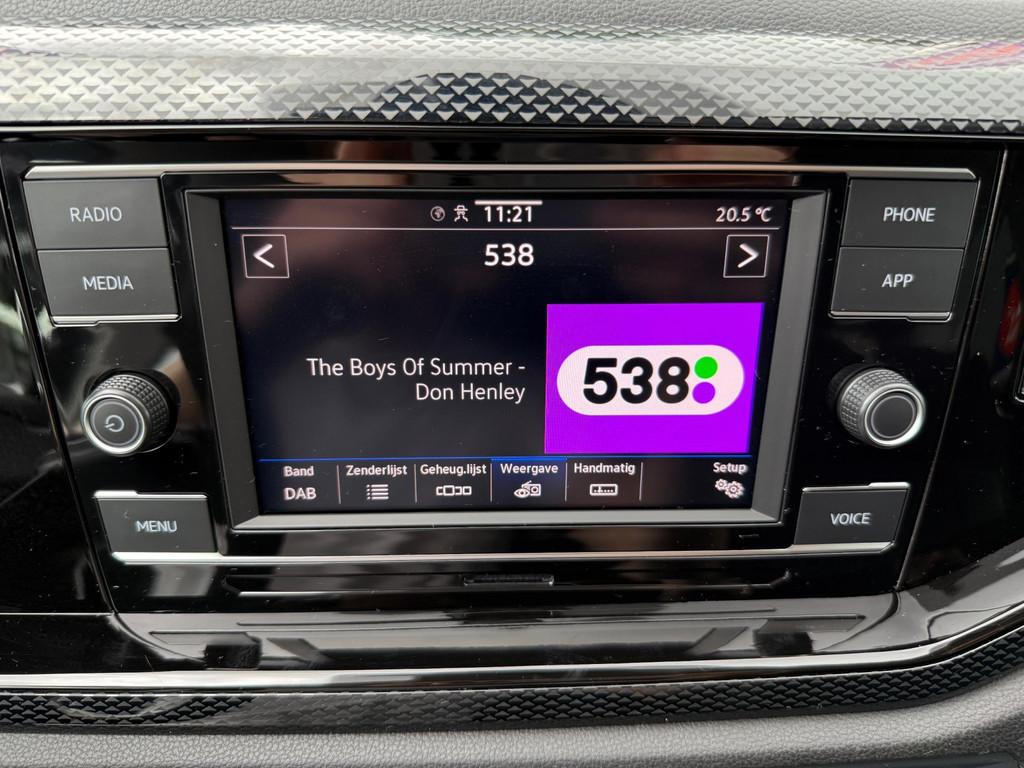 RADIO
MEDIA
MENU
11:21
20.5 °C
<
538
>
The Boys Of Summer -
Don Henley
538
Band
DAB
Zenderlijst
Geheug.lijst
Weergave
Handmatig
Setup
PHONE
APP
VOICE